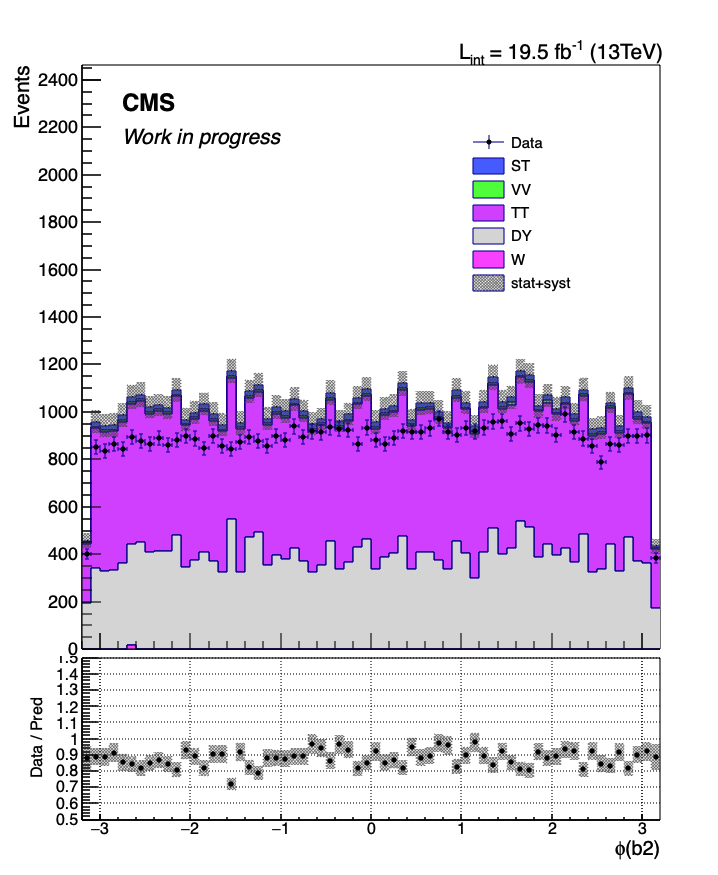 L_int = 19.5 fb⁻¹ (13TeV)
Events
CMS
Work in progress
2400
2200
2000
1800
1600
1400
1200
1000
800
600
400
200
0
Data
ST
VV
TT
DY
W
stat+syst
Data / Pred
1.5
1.4
1.3
1.2
1.1
1
0.9
0.8
0.7
0.6
0.5
−3 −2 −1 0 1 2 3
ϕ(b2)